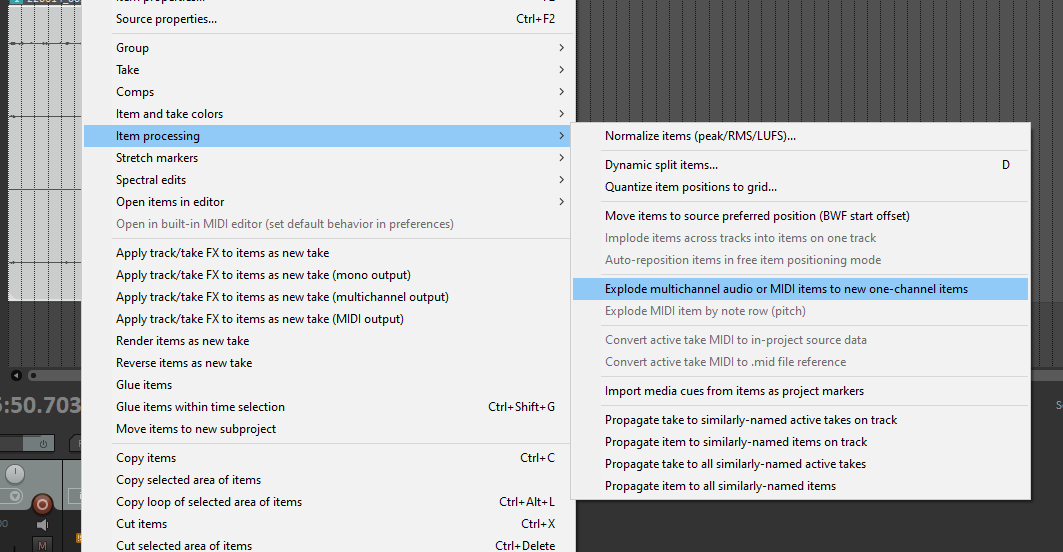 Source properties... Ctrl+F2
Group
Take
Comps
Item and take colors
Item processing
Stretch markers
Spectral edits
Open items in editor
Open in built-in MIDI editor (set default behavior in preferences)
Apply track/take FX to items as new take
Apply track/take FX to items as new take (mono output)
Apply track/take FX to items as new take (multichannel output)
Apply track/take FX to items as new take (MIDI output)
Render items as new take
Reverse items as new take
Glue items
Glue items within time selection Ctrl+Shift+G
Move items to new subproject
Copy items Ctrl+C
Copy selected area of items
Copy loop of selected area of items Ctrl+Alt+L
Cut items Ctrl+X
Cut selected area of items Ctrl+Delete
Normalize items (peak/RMS/LUFS)...
Dynamic split items... D
Quantize item positions to grid...
Move items to source preferred position (BWF start offset)
Implode items across tracks into items on one track
Auto-reposition items in free item positioning mode
Explode multichannel audio or MIDI items to new one-channel items
Explode MIDI item by note row (pitch)
Convert active take MIDI to in-project source data
Convert active take MIDI to .mid file reference
Import media cues from items as project markers
Propagate take to similarly-named active takes on track
Propagate item to similarly-named items on track
Propagate take to all similarly-named active takes
Propagate item to all similarly-named items
:50.703
M